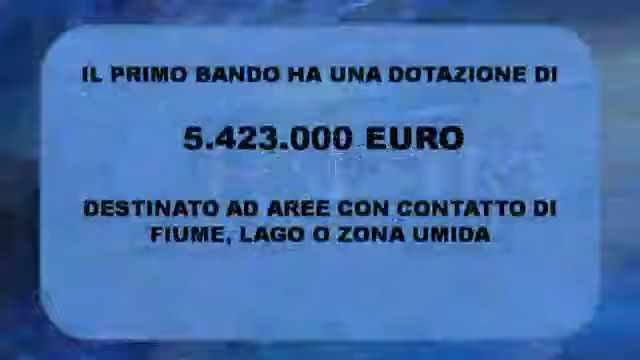 IL PRIMO BANDO HA UNA DOTAZIONE DI
5.423.000 EURO
DESTINATO AD AREE CON CONTATTO DI
FIUME, LAGO O ZONA UMIDA